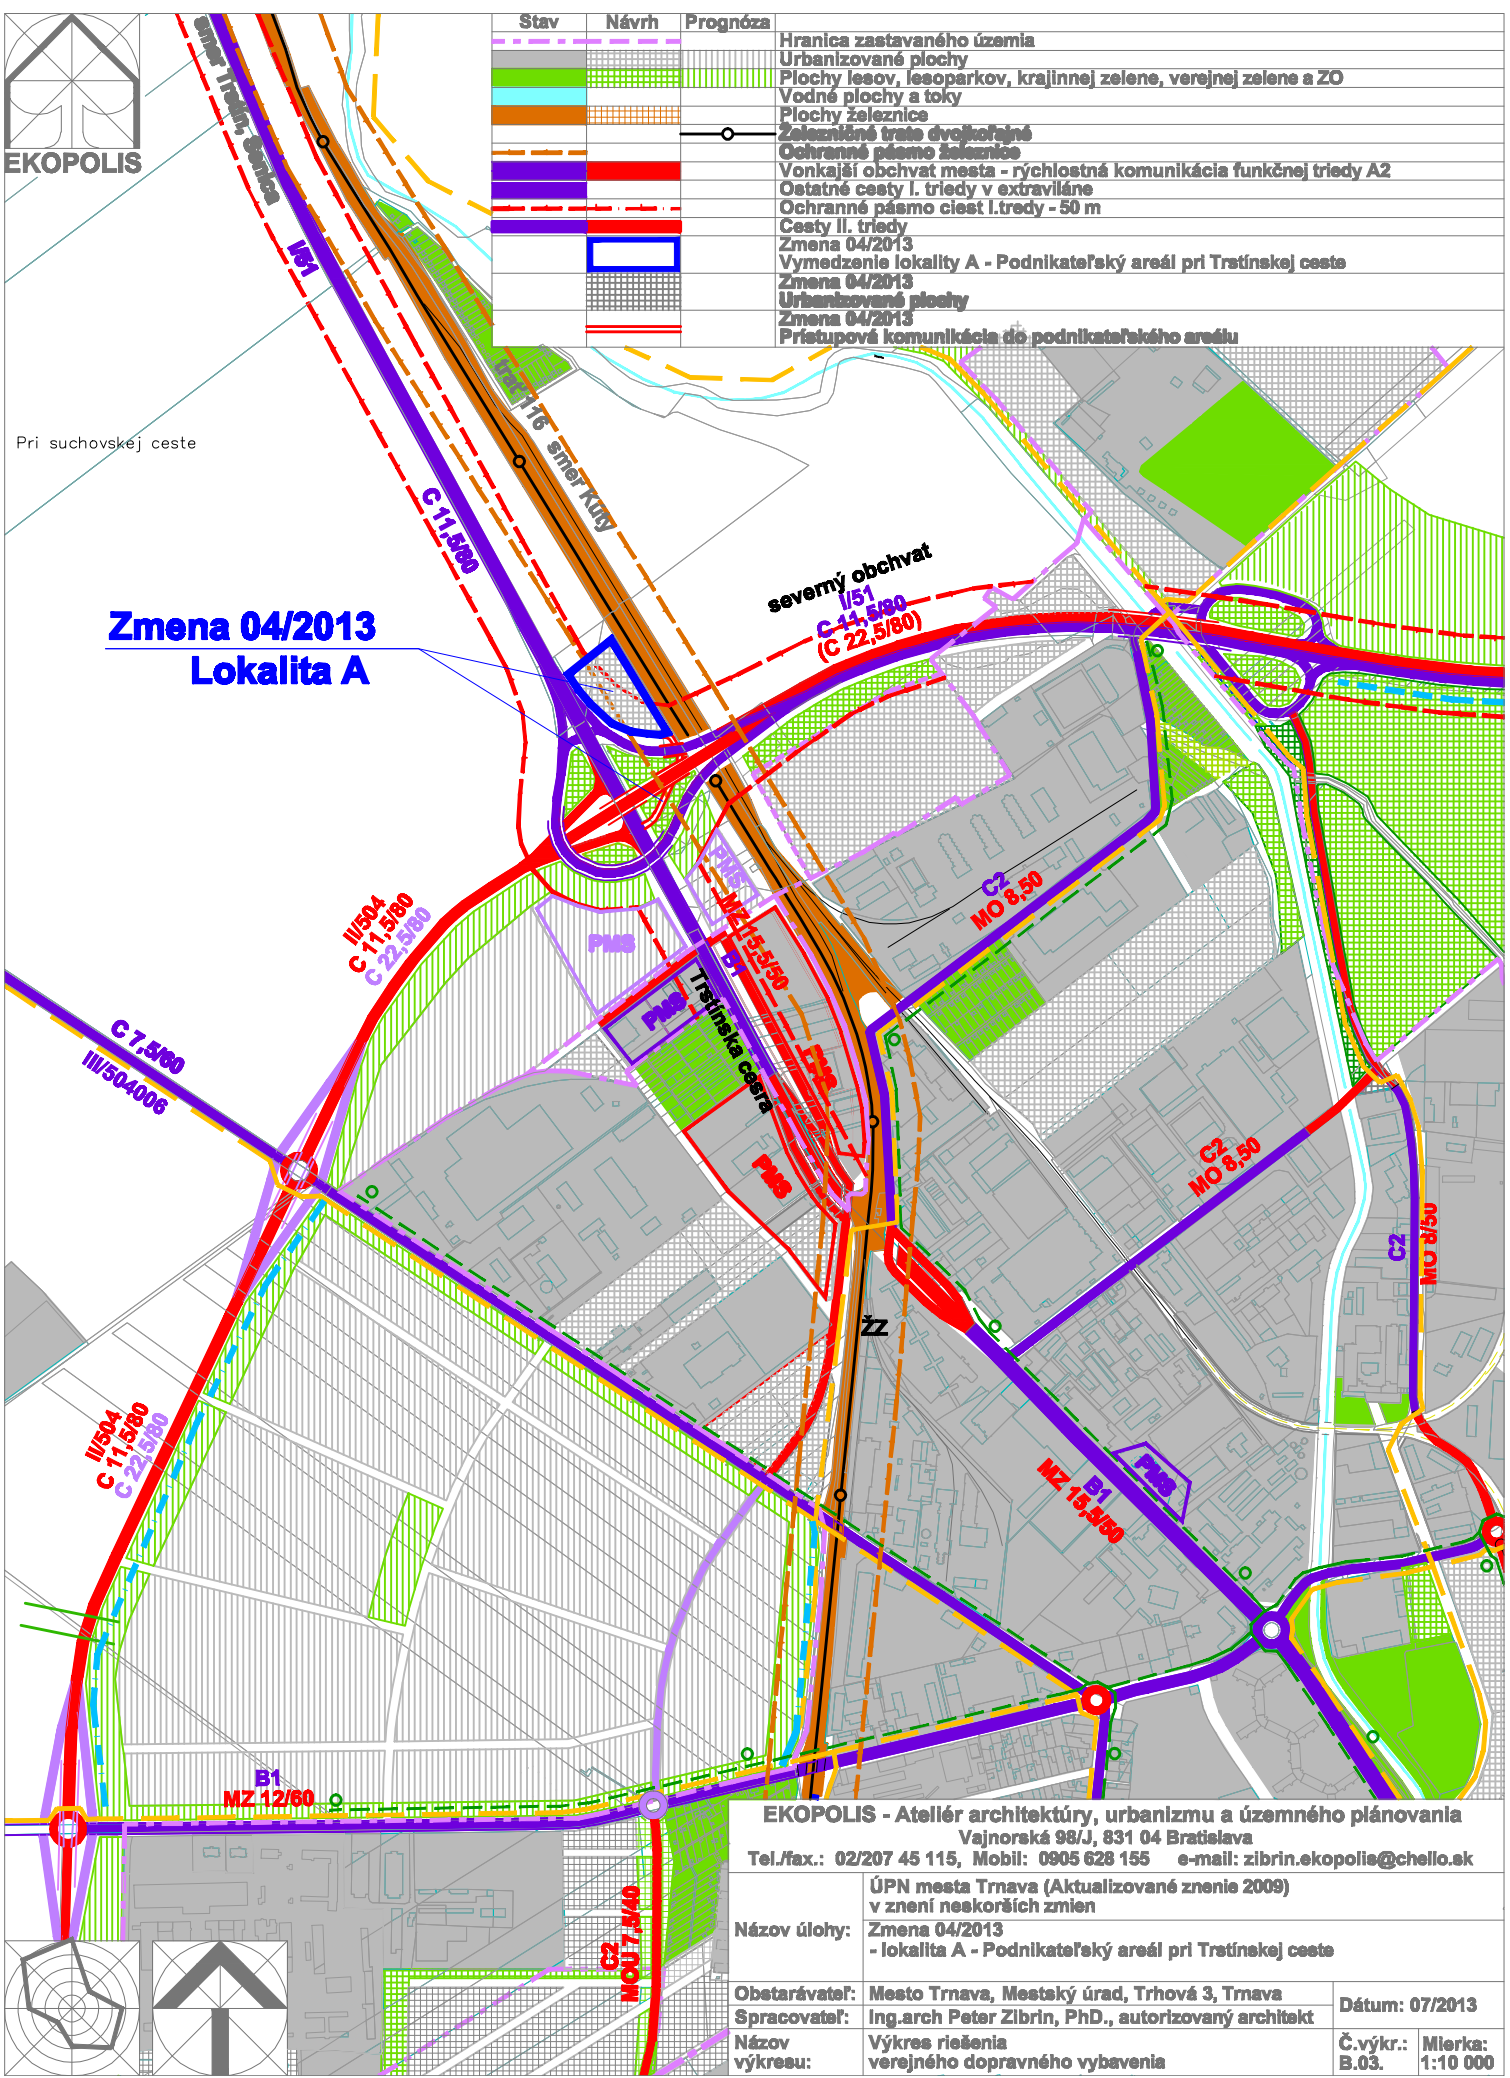 EKOPOLIS
Stav Návrh Prognóza
Hranica zastavaného územia
Urbanizované plochy
Plochy lesov, lesoparkov, krajinnej zelene, verejnej zelene a ZO
Vodné plochy a toky
Plochy železnice
Železničné trate dvojkoľajné
Ochranné pásmo železnice
Vonkajší obchvat mesta - rýchlostná komunikácia funkčnej triedy A2
Ostatné cesty I. triedy v extraviláne
Ochranné pásmo ciest I.tredy - 50 m
Cesty II. triedy
Zmena 04/2013
Vymedzenie lokality A - Podnikateľský areál pri Trstínskej ceste
Zmena 04/2013
Urbanizované plochy
Zmena 04/2013
Prístupová komunikácia do podnikateľského areálu
smer Trstín, Senica
I/51
trať 116 smer Kúty
Pri suchovskej ceste
C 11,5/80
severný obchvat
I/51
C 11,5/80
(C 22,5/80)
Zmena 04/2013
Lokalita A
PMS
C2
MO 8,50
MZ 15,5/50
B1
II/504
C 11,5/80
C 22,5/80
PMS
PMS
Trstínska cesta
C 7,5/60
III/504006
PMS
PMS
C2
MO 8,50
C2
MO 8/50
ŽZ
II/504
C 11,5/80
C 22,5/80
PMS
B1
MZ 15,5/50
B1
MZ 12/60
C2
MOU 7,5/40
EKOPOLIS - Ateliér architektúry, urbanizmu a územného plánovania
Vajnorská 98/J, 831 04 Bratislava
Tel./fax.: 02/207 45 115, Mobil: 0905 628 155 e-mail: zibrin.ekopolis@chello.sk
Názov úlohy:
ÚPN mesta Trnava (Aktualizované znenie 2009)
v znení neskorších zmien
Zmena 04/2013
- lokalita A - Podnikateľský areál pri Trstínskej ceste
Obstarávateľ: Mesto Trnava, Mestský úrad, Trhová 3, Trnava
Spracovateľ: Ing.arch Peter Zibrin, PhD., autorizovaný architekt
Dátum: 07/2013
Názov výkresu:
Výkres riešenia
verejného dopravného vybavenia
Č.výkr.:
B.03.
Mierka:
1:10 000